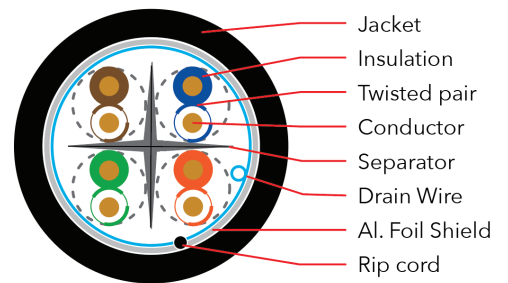 Jacket
Insulation
Twisted pair
Conductor
Separator
Drain Wire
Al. Foil Shield
Rip cord